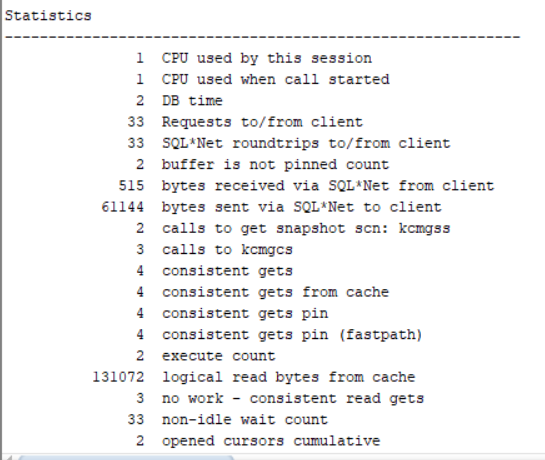 Statistics
-----------------------------------------------------------
1 CPU used by this session
1 CPU used when call started
2 DB time
33 Requests to/from client
33 SQL*Net roundtrips to/from client
2 buffer is not pinned count
515 bytes received via SQL*Net from client
61144 bytes sent via SQL*Net to client
2 calls to get snapshot scn: kcmgss
3 calls to kcmgcs
4 consistent gets
4 consistent gets from cache
4 consistent gets pin
4 consistent gets pin (fastpath)
2 execute count
131072 logical read bytes from cache
3 no work - consistent read gets
33 non-idle wait count
2 opened cursors cumulative